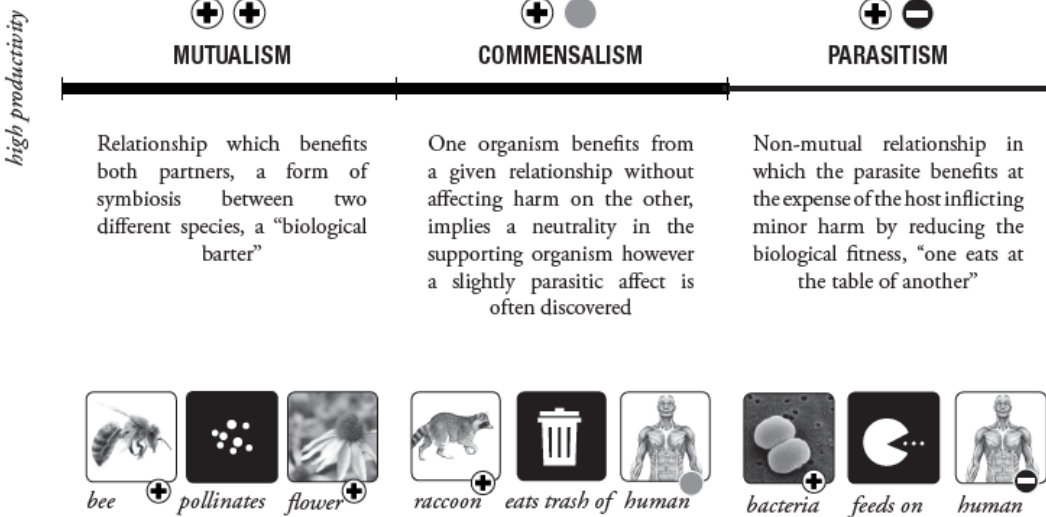 high productivity
MUTUALISM
COMMENSALISM
PARASITISM
Relationship which benefits
both partners, a form of
symbiosis between two
different species, a “biological
barter”
One organism benefits from
a given relationship without
affecting harm on the other,
implies a neutrality in the
supporting organism however
a slightly parasitic affect is
often discovered
Non-mutual relationship in
which the parasite benefits at
the expense of the host inflicting
minor harm by reducing the
biological fitness, “one eats at
the table of another”
bee pollinates flower
raccoon eats trash of human
bacteria feeds on human